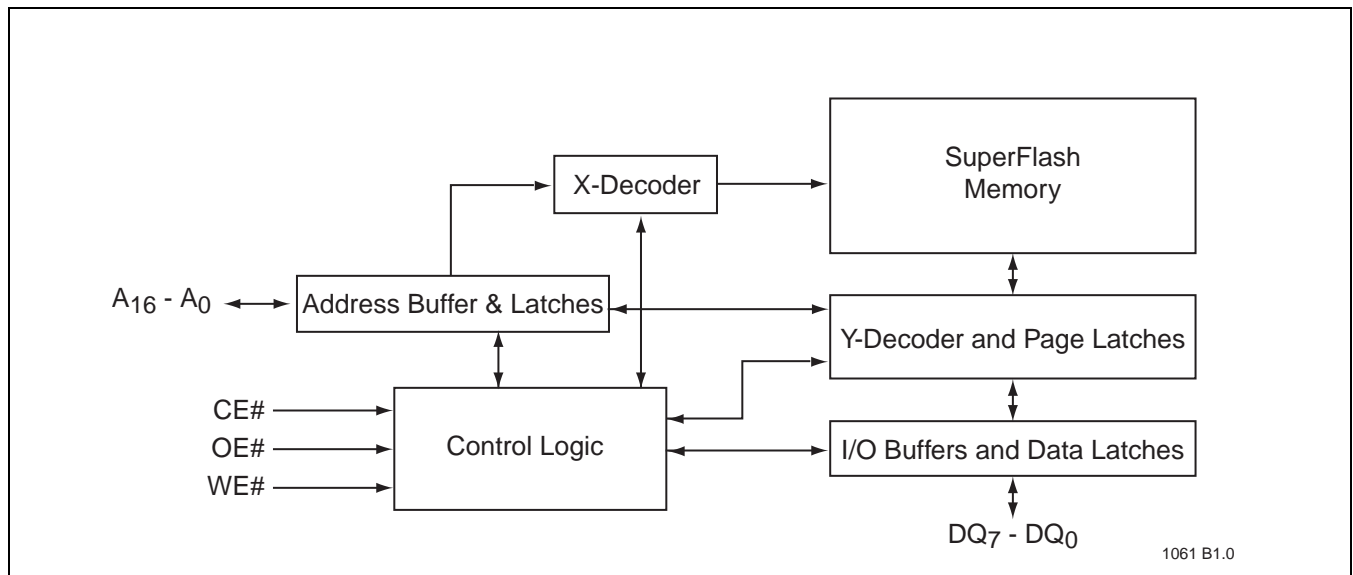 SuperFlash
Memory
X-Decoder
A16 - A0
Address Buffer & Latches
Y-Decoder and Page Latches
CE#
OE#
WE#
Control Logic
I/O Buffers and Data Latches
DQ7 - DQ0
1061 B1.0